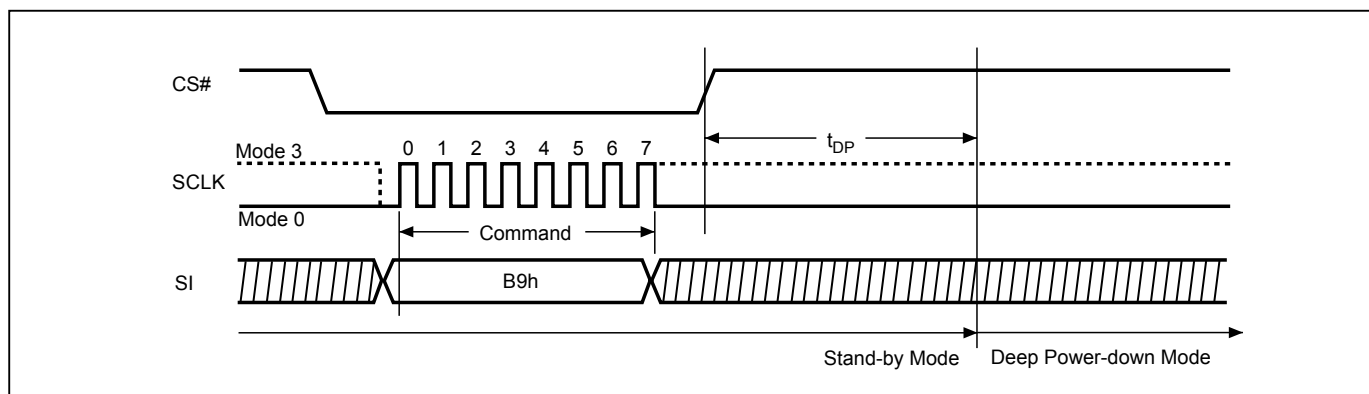 CS#
tDP
Mode 3
0 1 2 3 4 5 6 7
SCLK
Mode 0
Command
SI
B9h
Stand-by Mode
Deep Power-down Mode